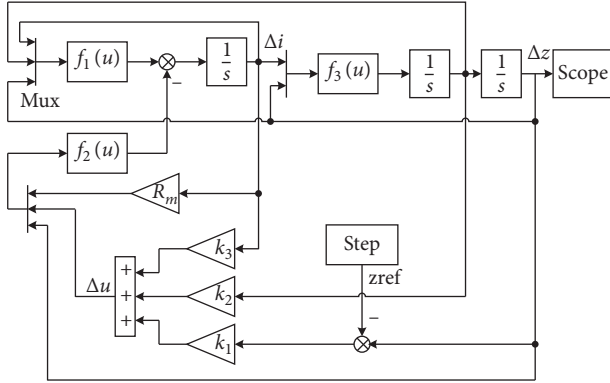 Mux
f₁(u)
−
1/s
Δi
f₃(u)
1/s
1/s
Δz
Scope
f₂(u)
Rₘ
k₃
Step
zref
−
Δu
+
+
+
k₂
k₁